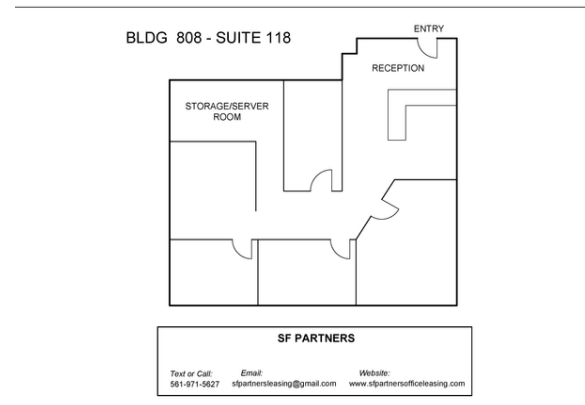 BLDG 808 - SUITE 118
ENTRY
RECEPTION
STORAGE/SERVER
ROOM
SF PARTNERS
Text or Call: Email: Website:
561-971-5627 sfpartnersleasing@gmail.com www.sfpartnersofficeleasing.com